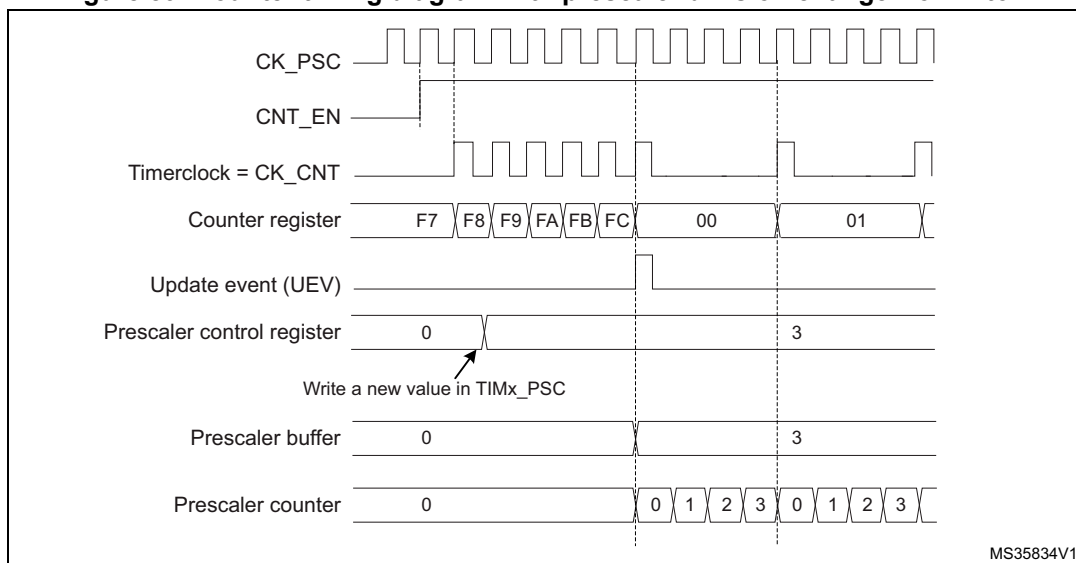 CK_PSC
CNT_EN
Timerclock = CK_CNT
Counter register F7 F8 F9 FA FB FC 00 01
Update event (UEV)
Prescaler control register 0 3
Write a new value in TIMx_PSC
Prescaler buffer 0 3
Prescaler counter 0 0 1 2 3 0 1 2 3
MS35834V1